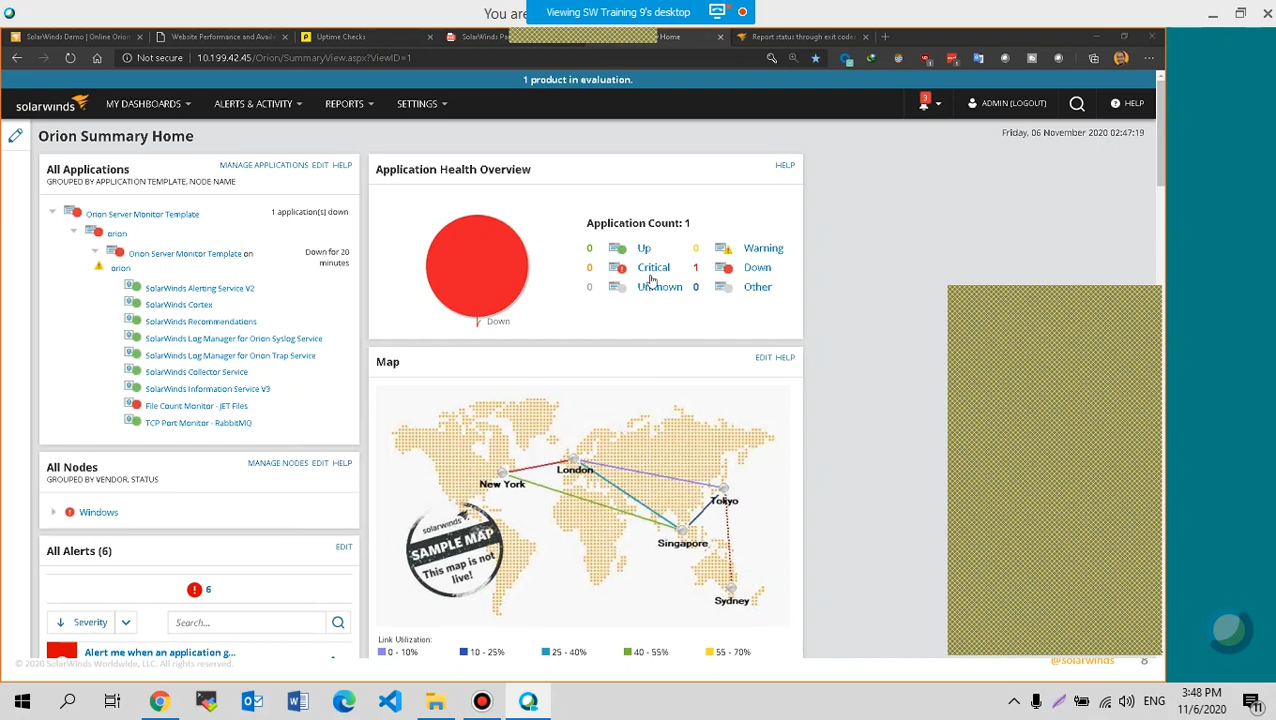 You are
Viewing SW Training 9's desktop
SolarWinds Demo | Online Orion
Website Performance and Availa
Uptime Checks
SolarWinds Po
Home
Report status through exit codes
Not secure
10.199.42.45/Orion/SummaryView.aspx?ViewID=1
1 product in evaluation.
solarwinds
MY DASHBOARDS
ALERTS & ACTIVITY
REPORTS
SETTINGS
3
ADMIN (LOGOUT)
HELP
Orion Summary Home
Friday, 06 November 2020 02:47:19
All Applications
MANAGE APPLICATIONS EDIT HELP
GROUPED BY APPLICATION TEMPLATE, NODE NAME
Orion Server Monitor Template
1 application(s) down
orion
Orion Server Monitor Template on
orion
Down for 20
minutes
SolarWinds Alerting Service V2
SolarWinds Cortex
SolarWinds Recommendations
SolarWinds Log Manager for Orion Syslog Service
SolarWinds Log Manager for Orion Trap Service
SolarWinds Collector Service
SolarWinds Information Service V3
File Count Monitor - JET Files
TCP Port Monitor - RabbitMQ
All Nodes
MANAGE NODES EDIT HELP
GROUPED BY VENDOR, STATUS
Windows
All Alerts (6)
EDIT
6
Severity
Search...
Alert me when an application g...
Application Health Overview
HELP
Down
Application Count: 1
0 Up 0 Warning
0 Critical 1 Down
0 Unknown 0 Other
Map
EDIT HELP
New York
London
Tokyo
Singapore
Sydney
solarwinds
SAMPLE MAP
This map is not
live!
Link Utilization:
0 - 10% 10 - 25% 25 - 40% 40 - 55% 55 - 70%
© 2020 SolarWinds Worldwide, LLC. All rights reserved.
@solarwinds
8
ENG
3:48 PM
11/6/2020